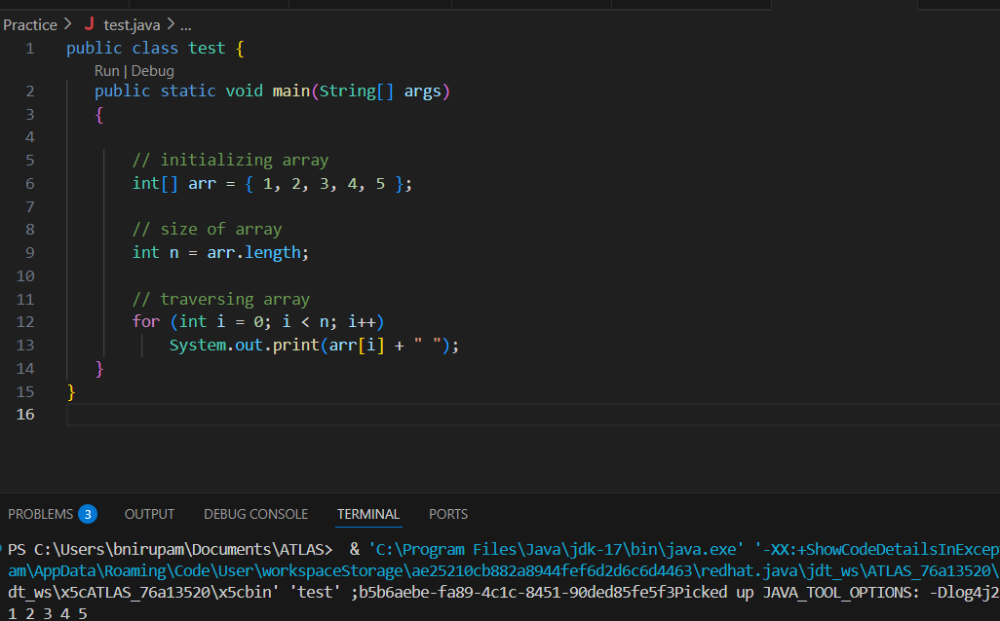 Practice > J test.java > ...
1 public class test {
Run | Debug
2 public static void main(String[] args)
3 {
4
5 // initializing array
6 int[] arr = { 1, 2, 3, 4, 5 };
7
8 // size of array
9 int n = arr.length;
10
11 // traversing array
12 for (int i = 0; i < n; i++)
13 System.out.print(arr[i] + " ");
14 }
15 }
16
PROBLEMS 3 OUTPUT DEBUG CONSOLE TERMINAL PORTS
PS C:\Users\bnirupam\Documents\ATLAS> & 'C:\Program Files\Java\jdk-17\bin\java.exe' '-XX:+ShowCodeDetailsInExcep
am\AppData\Roaming\Code\User\workspaceStorage\ae25210cb882a8944fef6d2d6c6d4463\redhat.java\jdt_ws\ATLAS_76a13520\
dt_ws\x5cATLAS_76a13520\x5cbin' 'test' ;b5b6aebe-fa89-4c1c-8451-90ded85fe5f3Picked up JAVA_TOOL_OPTIONS: -Dlog4j2
1 2 3 4 5